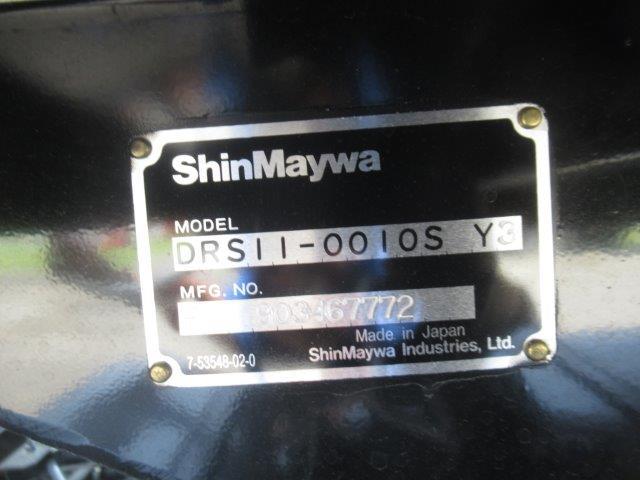 ShinMaywa
MODEL
DRS11-0010S Y3
MFG. NO.
903467772
Made in Japan
7-53548-02-0
ShinMaywa Industries, Ltd.